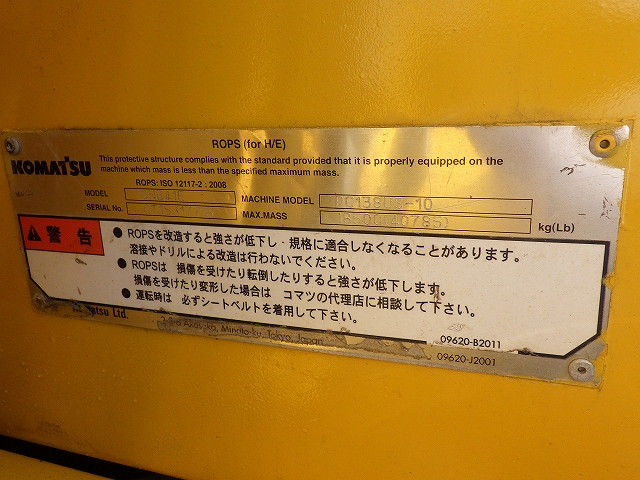 ROPS (for H/E)
KOMATSU
This protective structure complies with the standard provided that it is properly equipped on the
machine which mass is less than the specified maximum mass.
ROPS: ISO 12117-2 : 2008
MODEL
MACHINE MODEL PC138US-10
SERIAL No.
MAX.MASS kg(Lb)
警 告
● ROPSを改造すると強さが低下し・規格に適合しなくなることがあります。
溶接やドリルによる改造は行わないでください。
● ROPSは 損傷を受けたり転倒したりすると強さが低下します。
損傷を受けたり変形した場合は コマツの代理店に相談して下さい。
● 運転時は 必ずシートベルトを着用して下さい。
Ltd.
Minato-ku, Tokyo, Japan
09620-B2011
09620-J2001